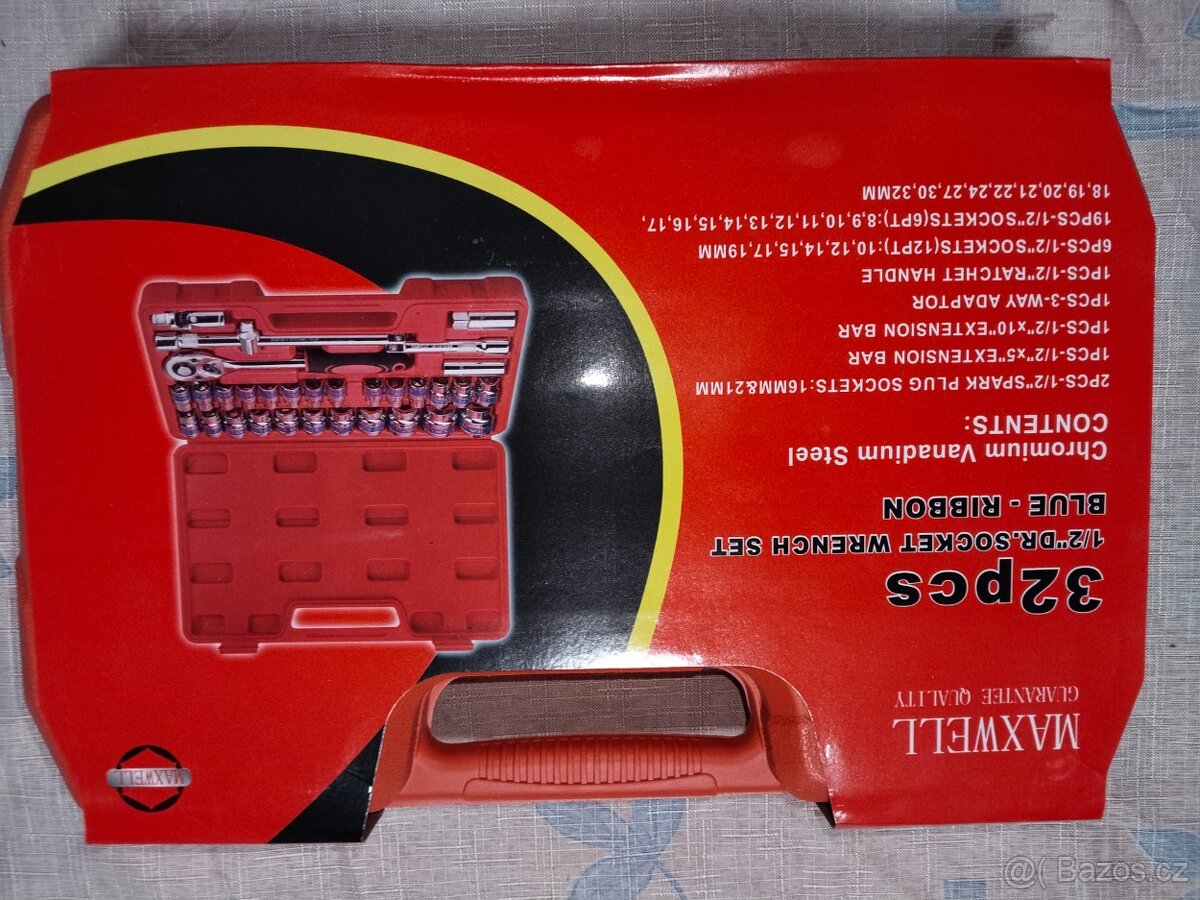 MAXWELL
GUARANTEE QUALITY
32pcs
1/2"DR.SOCKET WRENCH SET
BLUE - RIBBON
Chromium Vanadium Steel
CONTENTS:
2PCS-1/2"SPARK PLUG SOCKETS:16MM&21MM
1PCS-1/2"x5"EXTENSION BAR
1PCS-1/2"x10"EXTENSION BAR
1PCS-3-WAY ADAPTOR
1PCS-1/2"RATCHET HANDLE
6PCS-1/2"SOCKETS(12PT):10,12,14,15,17,19MM
19PCS-1/2"SOCKETS(6PT):8,9,10,11,12,13,14,15,16,17,
18,19,20,21,22,24,27,30,32MM
MAXWELL
@( Bazos.cz